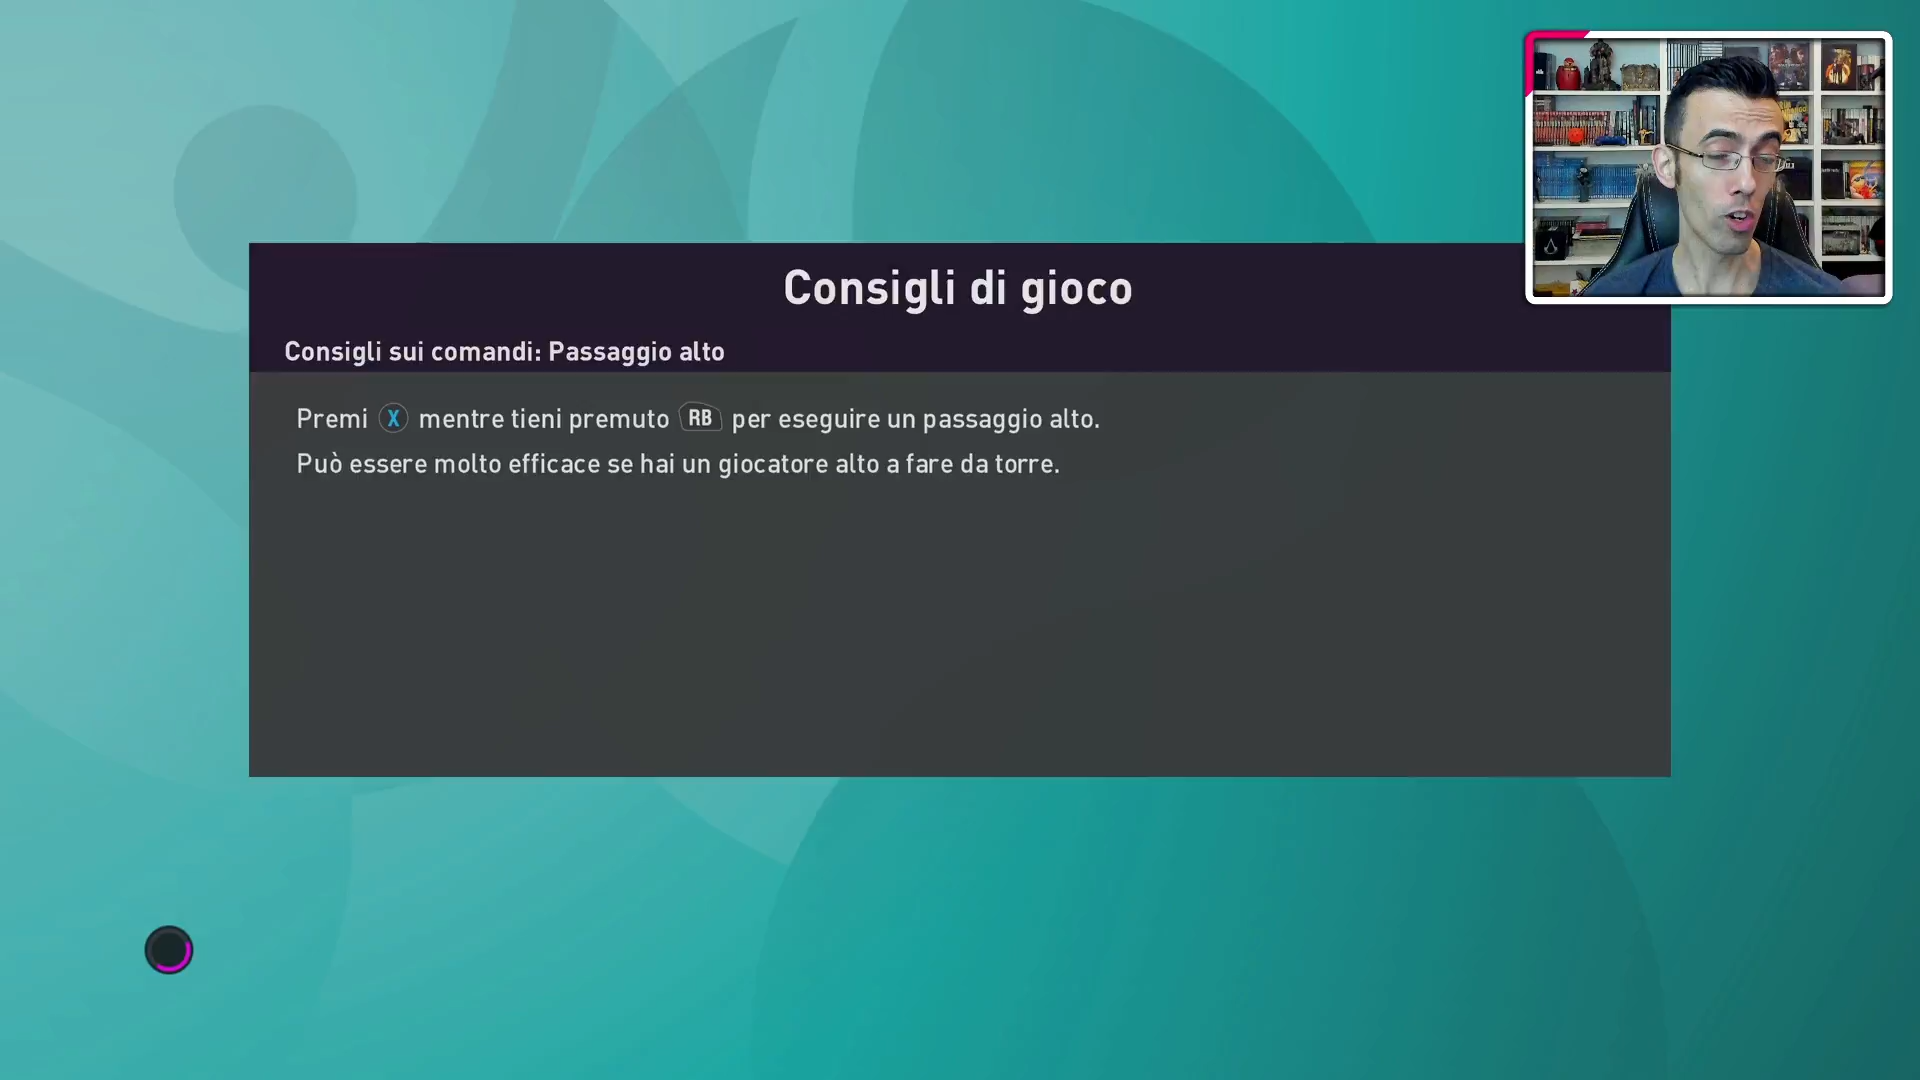 Consigli di gioco
Consigli sui comandi: Passaggio alto
Premi X mentre tieni premuto RB per eseguire un passaggio alto.
Può essere molto efficace se hai un giocatore alto a fare da torre.